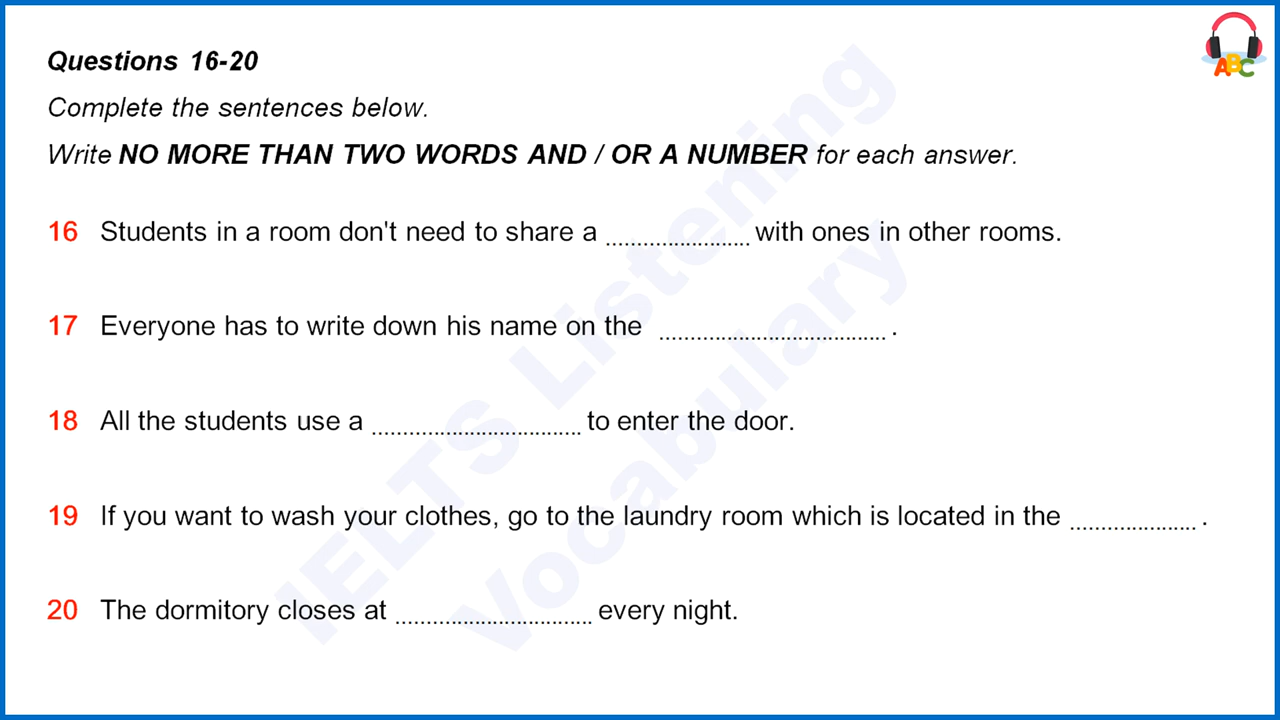 ABC
Questions 16-20
Complete the sentences below.
Write NO MORE THAN TWO WORDS AND / OR A NUMBER for each answer.
16 Students in a room don't need to share a ....................... with ones in other rooms.
17 Everyone has to write down his name on the ..................................... .
18 All the students use a .................................. to enter the door.
19 If you want to wash your clothes, go to the laundry room which is located in the .................... .
20 The dormitory closes at ................................ every night.
IELTS Listening
Vocabulary